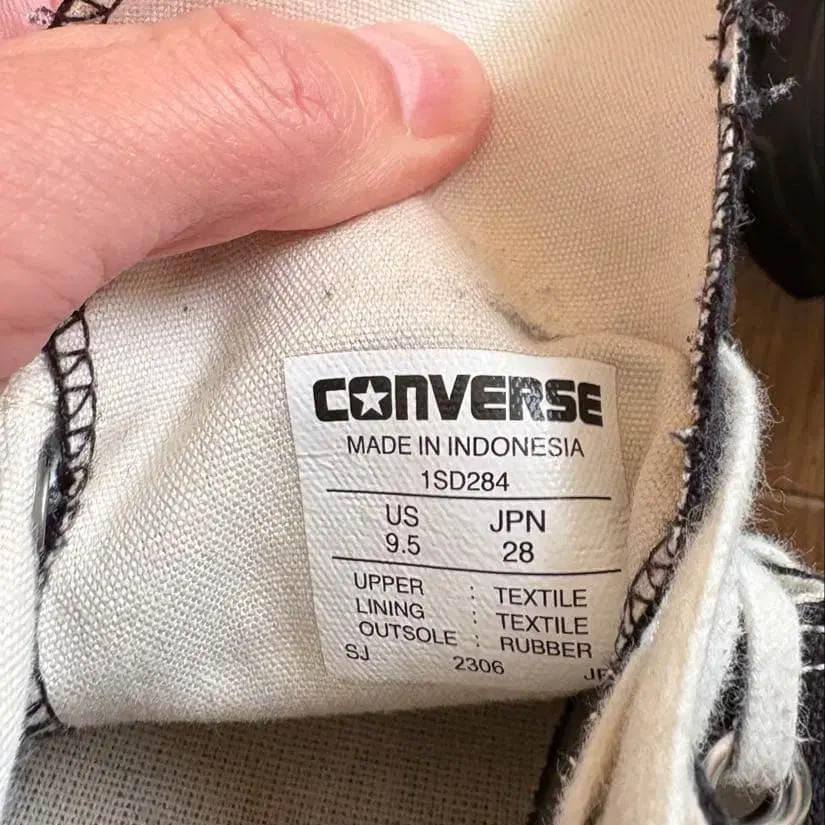 CONVERSE
MADE IN INDONESIA
1SD284
US JPN
9.5 28
UPPER : TEXTILE
LINING : TEXTILE
OUTSOLE : RUBBER
SJ 2306